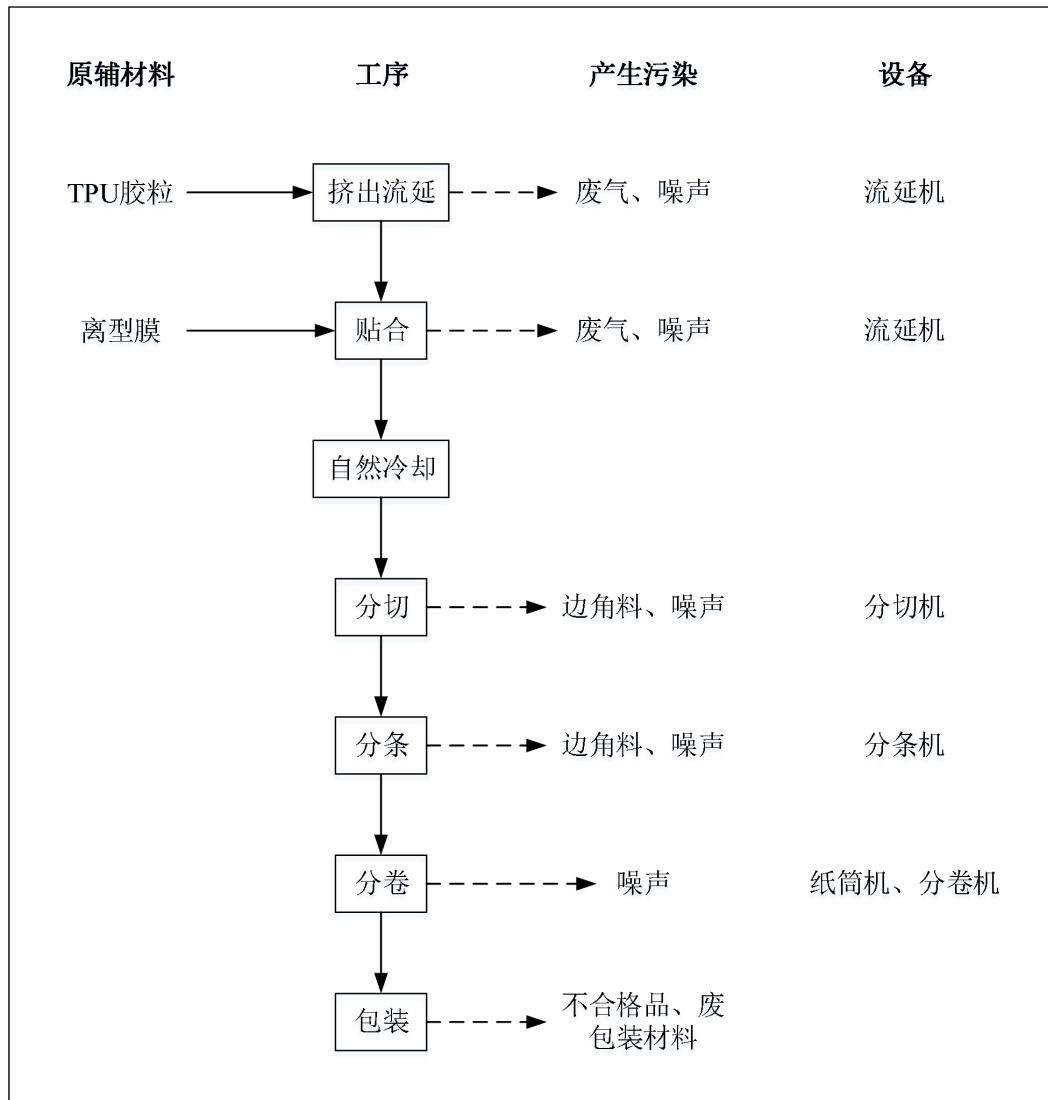 原辅材料 工序 产生污染 设备
TPU胶粒 挤出流延 废气、噪声 流延机
离型膜 贴合 废气、噪声 流延机
自然冷却
分切 边角料、噪声 分切机
分条 边角料、噪声 分条机
分卷 噪声 纸筒机、分卷机
包装 不合格品、废
包装材料